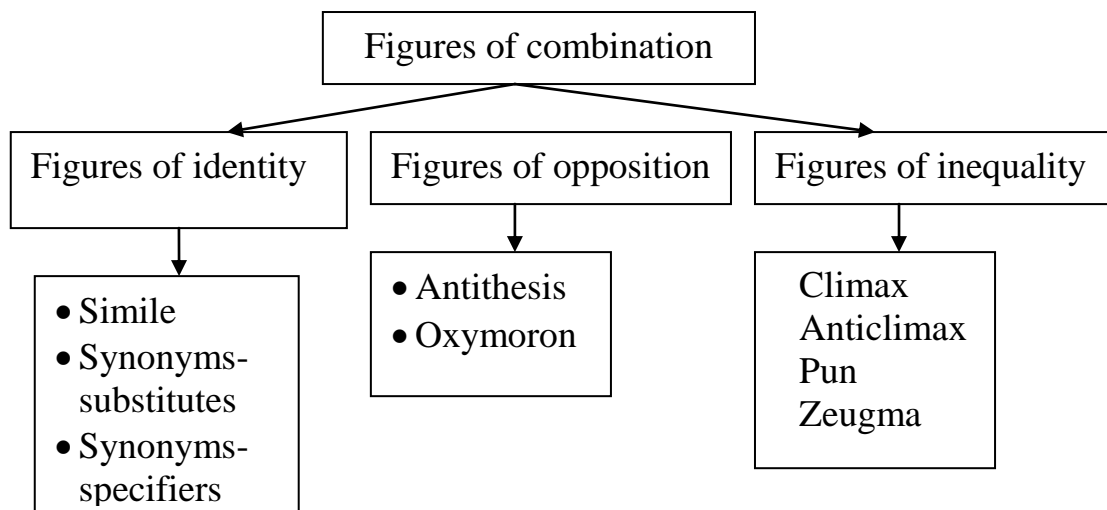 Figures of combination
Figures of identity
Figures of opposition
Figures of inequality
• Simile
• Synonyms-
substitutes
• Synonyms-
specifiers
• Antithesis
• Oxymoron
Climax
Anticlimax
Pun
Zeugma